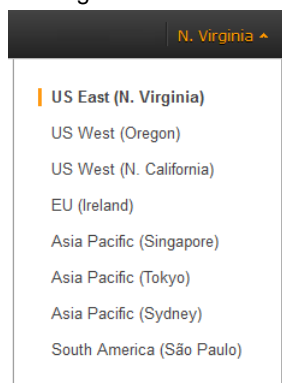 N. Virginia
US East (N. Virginia)
US West (Oregon)
US West (N. California)
EU (Ireland)
Asia Pacific (Singapore)
Asia Pacific (Tokyo)
Asia Pacific (Sydney)
South America (São Paulo)